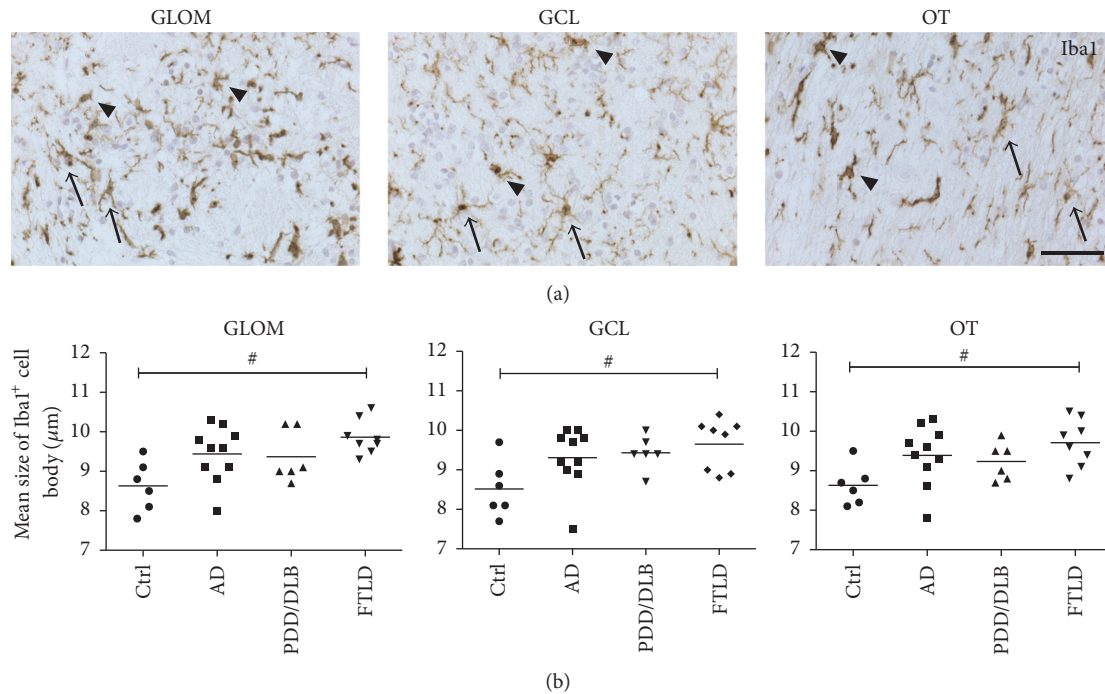 GLOM GCL OT
Iba1
(a)
GLOM GCL OT
Mean size of Iba1⁺ cell
body (μm)
12 12 12
# # #
11 11 11
10 10 10
9 9 9
8 8 8
7 7 7
Ctrl AD PDD/DLB FTLD Ctrl AD PDD/DLB FTLD Ctrl AD PDD/DLB FTLD
(b)